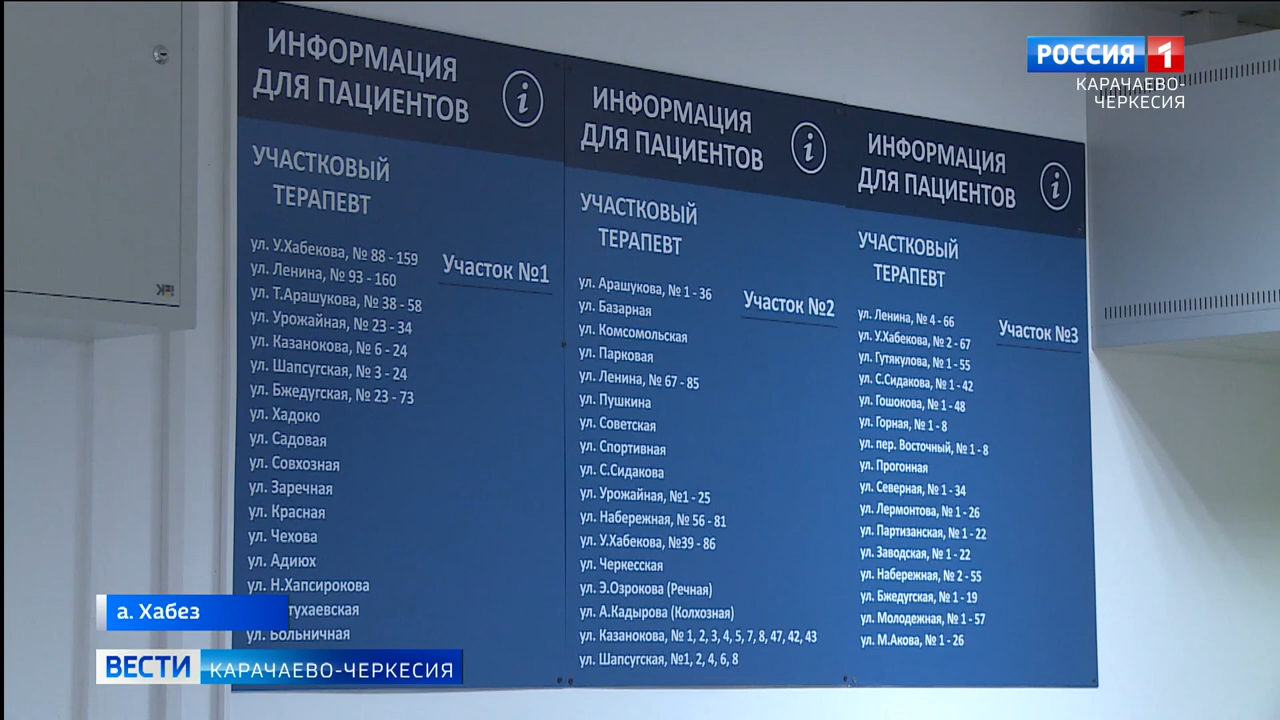 ИНФОРМАЦИЯ
ДЛЯ ПАЦИЕНТОВ
УЧАСТКОВЫЙ
ТЕРАПЕВТ
Участок №1
ул. У.Хабекова, № 88 - 159
ул. Ленина, № 93 - 160
ул. Т.Арашукова, № 38 - 58
ул. Урожайная, № 23 - 34
ул. Казанокова, № 6 - 24
ул. Шапсугская, № 3 - 24
ул. Бжедугская, № 23 - 73
ул. Хадоко
ул. Садовая
ул. Совхозная
ул. Заречная
ул. Красная
ул. Чехова
ул. Адиюх
ул. Н.Хапсирокова
ул. Больничная
ИНФОРМАЦИЯ
ДЛЯ ПАЦИЕНТОВ
УЧАСТКОВЫЙ
ТЕРАПЕВТ
Участок №2
ул. Арашукова, № 1 - 36
ул. Базарная
ул. Комсомольская
ул. Парковая
ул. Ленина, № 67 - 85
ул. Пушкина
ул. Советская
ул. Спортивная
ул. С.Сидакова
ул. Урожайная, №1 - 25
ул. Набережная, № 56 - 81
ул. У.Хабекова, №39 - 86
ул. Черкесская
ул. Э.Озрокова (Речная)
ул. А.Кадырова (Колхозная)
ул. Казанокова, № 1, 2, 3, 4, 5, 7, 8, 47, 42, 43
ул. Шапсугская, №1, 2, 4, 6, 8
ИНФОРМАЦИЯ
ДЛЯ ПАЦИЕНТОВ
УЧАСТКОВЫЙ
ТЕРАПЕВТ
Участок №3
ул. Ленина, № 4 - 66
ул. У.Хабекова, № 2 - 67
ул. Гутякулова, № 1 - 55
ул. С.Сидакова, № 1 - 42
ул. Гошокова, № 1 - 48
ул. Горная, № 1 - 8
ул. пер. Восточный, № 1 - 8
ул. Прогонная
ул. Северная, № 1 - 34
ул. Лермонтова, № 1 - 26
ул. Партизанская, № 1 - 22
ул. Заводская, № 1 - 22
ул. Набережная, № 2 - 55
ул. Бжедугская, № 1 - 19
ул. Молодежная, № 1 - 57
ул. М.Акова, № 1 - 26
РОССИЯ 1
КАРАЧАЕВО-
ЧЕРКЕСИЯ
а. Хабез
ВЕСТИ КАРАЧАЕВО-ЧЕРКЕСИЯ